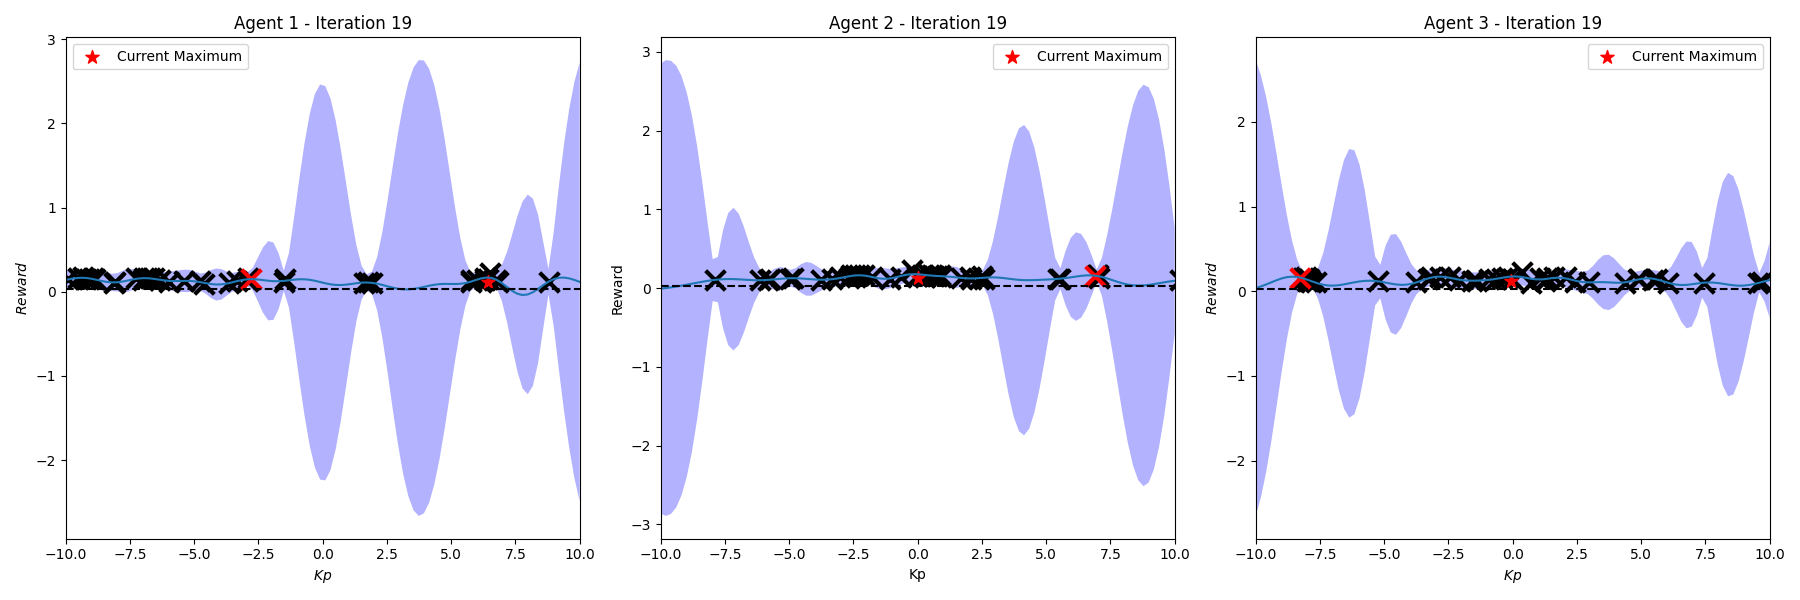 Agent 1 - Iteration 19
Current Maximum
3
2
1
0
−1
−2
Reward
−10.0 −7.5 −5.0 −2.5 0.0 2.5 5.0 7.5 10.0
Kp
Agent 2 - Iteration 19
Current Maximum
3
2
1
0
−1
−2
−3
Reward
−10.0 −7.5 −5.0 −2.5 0.0 2.5 5.0 7.5 10.0
Kp
Agent 3 - Iteration 19
Current Maximum
2
1
0
−1
−2
Reward
−10.0 −7.5 −5.0 −2.5 0.0 2.5 5.0 7.5 10.0
Kp